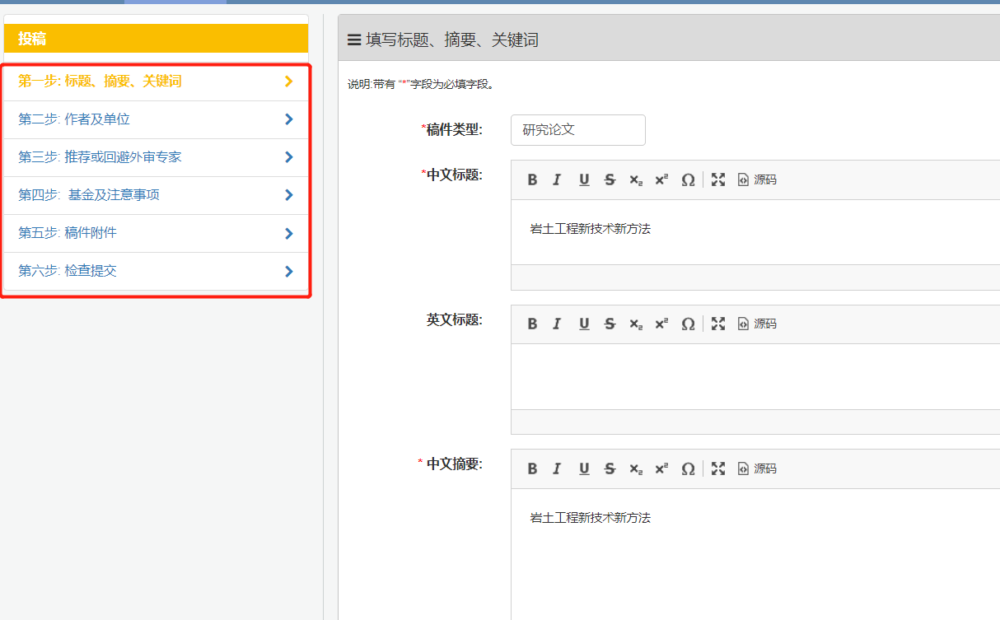 投稿
第一步: 标题、摘要、关键词
第二步: 作者及单位
第三步: 推荐或回避外审专家
第四步: 基金及注意事项
第五步: 稿件附件
第六步: 检查提交
填写标题、摘要、关键词
说明:带有 “*”字段为必填字段。
*稿件类型: 研究论文
*中文标题:
B I U S ×₂ ×² Ω 源码
岩土工程新技术新方法
英文标题:
B I U S ×₂ ×² Ω 源码
* 中文摘要:
B I U S ×₂ ×² Ω 源码
岩土工程新技术新方法